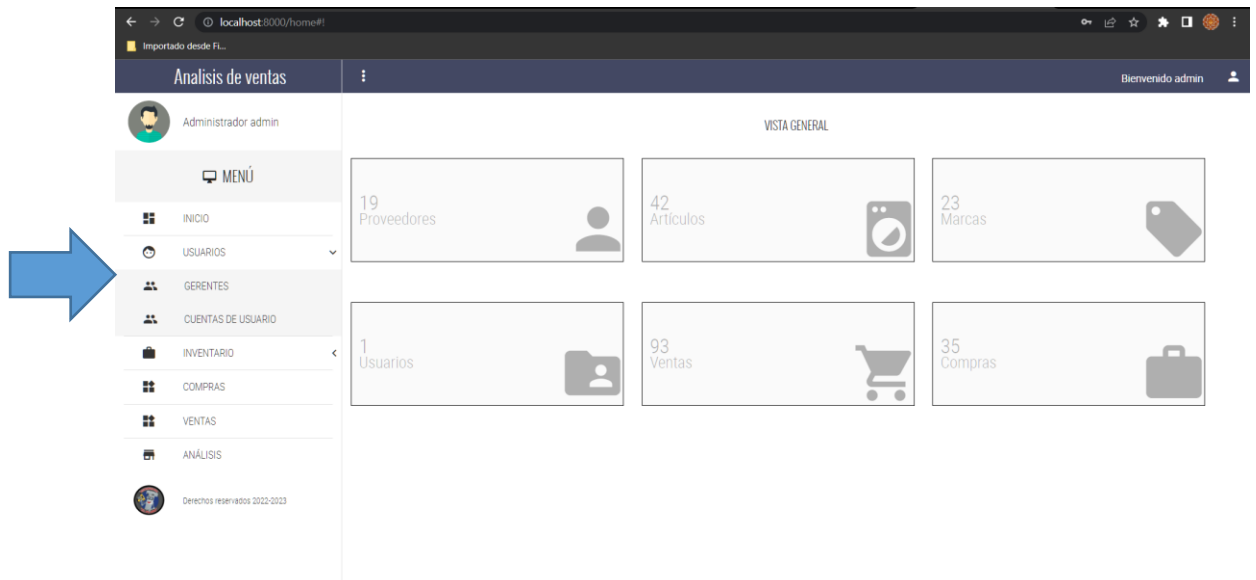 localhost:8000/home#!
Importado desde Fi...
Analisis de ventas
Bienvenido admin
Administrador admin
MENÚ
INICIO
USUARIOS
GERENTES
CUENTAS DE USUARIO
INVENTARIO
COMPRAS
VENTAS
ANÁLISIS
Derechos reservados 2022-2023
VISTA GENERAL
19
Proveedores
42
Artículos
23
Marcas
1
Usuarios
93
Ventas
35
Compras